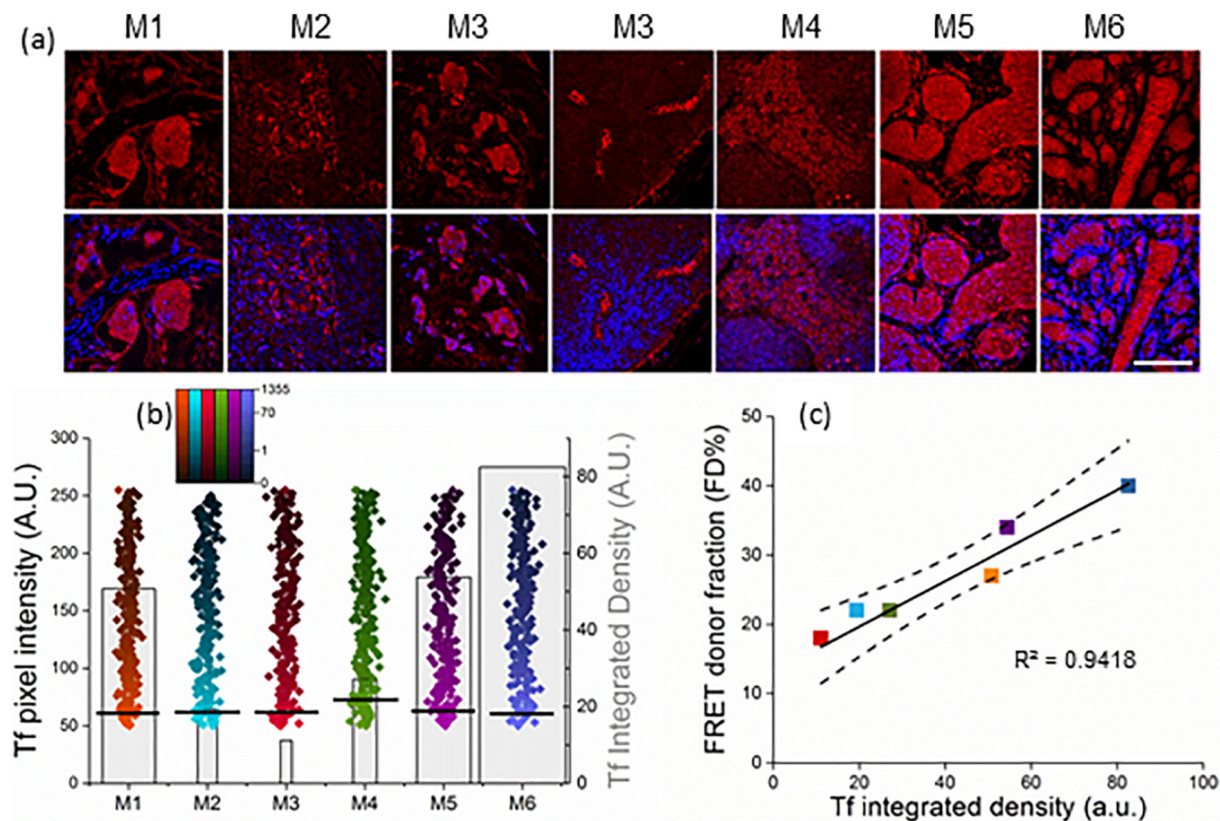 (a) M1 M2 M3 M3 M4 M5 M6
(b)
1355
70
1
0
Tf pixel intensity (A.U.)
300
250
200
150
100
50
0
M1 M2 M3 M4 M5 M6
80
60
40
20
0
Tf Integrated Density (A.U.)
(c)
FRET donor fraction (FD%)
50
40
30
20
10
0
R² = 0.9418
0 20 40 60 80 100
Tf integrated density (a.u.)